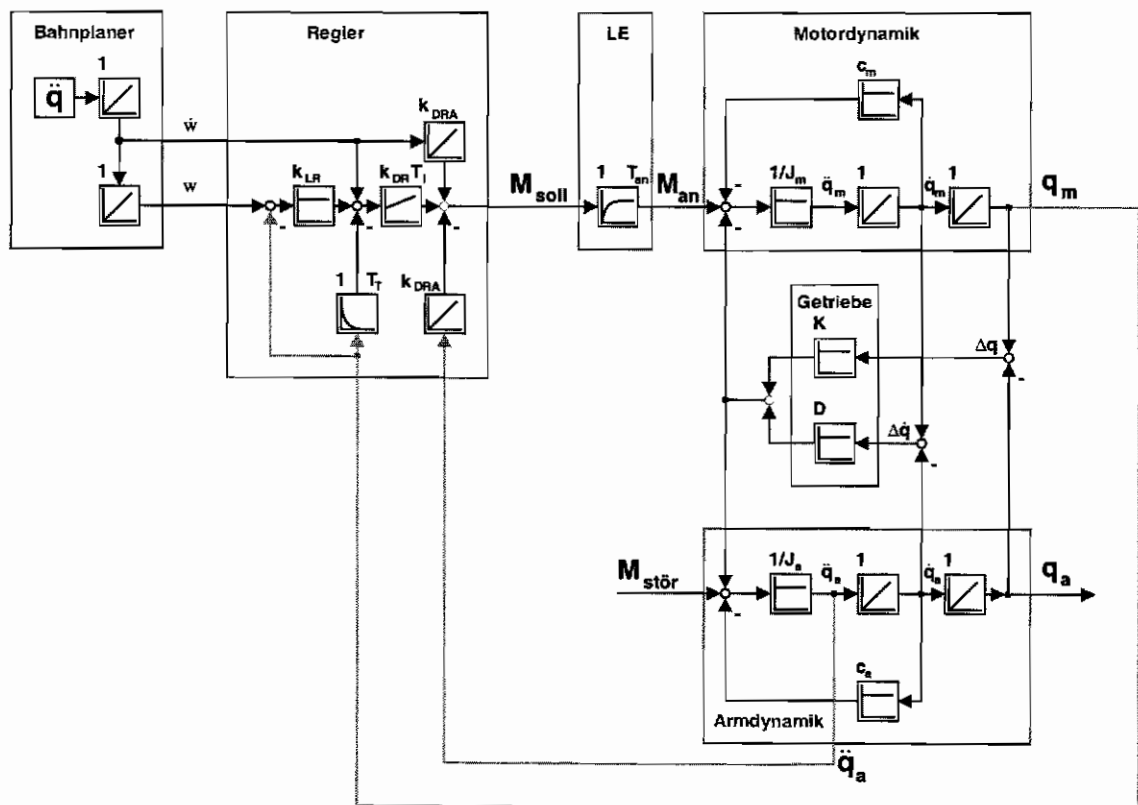 Bahnplaner
1
q̈
1
ẇ
w
Regler
k_DRA
k_LR
k_DR T_I
-
-
-
1 T_T
k_DRA
M_soll
LE
1 T_an
M_an
Motordynamik
c_m
-
-
1/J_m
q̈_m
1
q̇_m
1
q_m
Getriebe
K
D
Δq
-
Δq̇
-
M_stör
-
1/J_a
q̈_a
1
q̇_a
1
q_a
c_a
Armdynamik
q̈_a